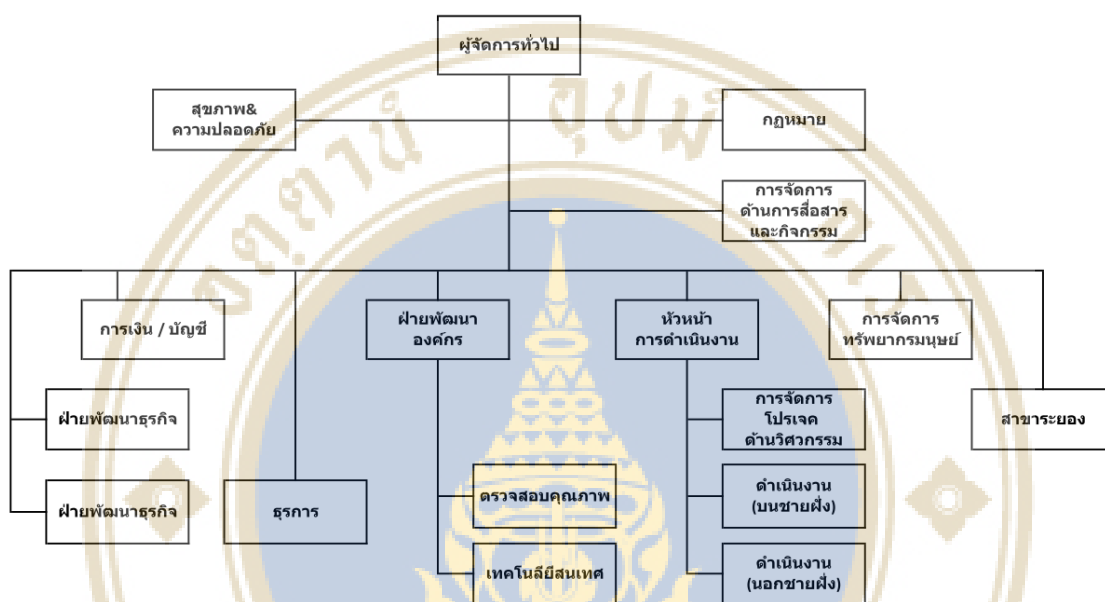 ผู้จัดการทั่วไป
สุขภาพ&
ความปลอดภัย
กฎหมาย
การจัดการ
ด้านการสื่อสาร
และกิจกรรม
การเงิน / บัญชี
ฝ่ายพัฒนา
องค์กร
หัวหน้า
การดำเนินงาน
การจัดการ
ทรัพยากรมนุษย์
ฝ่ายพัฒนาธุรกิจ
การจัดการ
โปรเจค
ด้านวิศวกรรม
สาขาระยอง
ฝ่ายพัฒนาธุรกิจ
ธุรการ
ตรวจสอบคุณภาพ
ดำเนินงาน
(บนชายฝั่ง)
เทคโนลียีสนเทศ
ดำเนินงาน
(นอกชายฝั่ง)
อตฺตานํ อุปมํ กเร